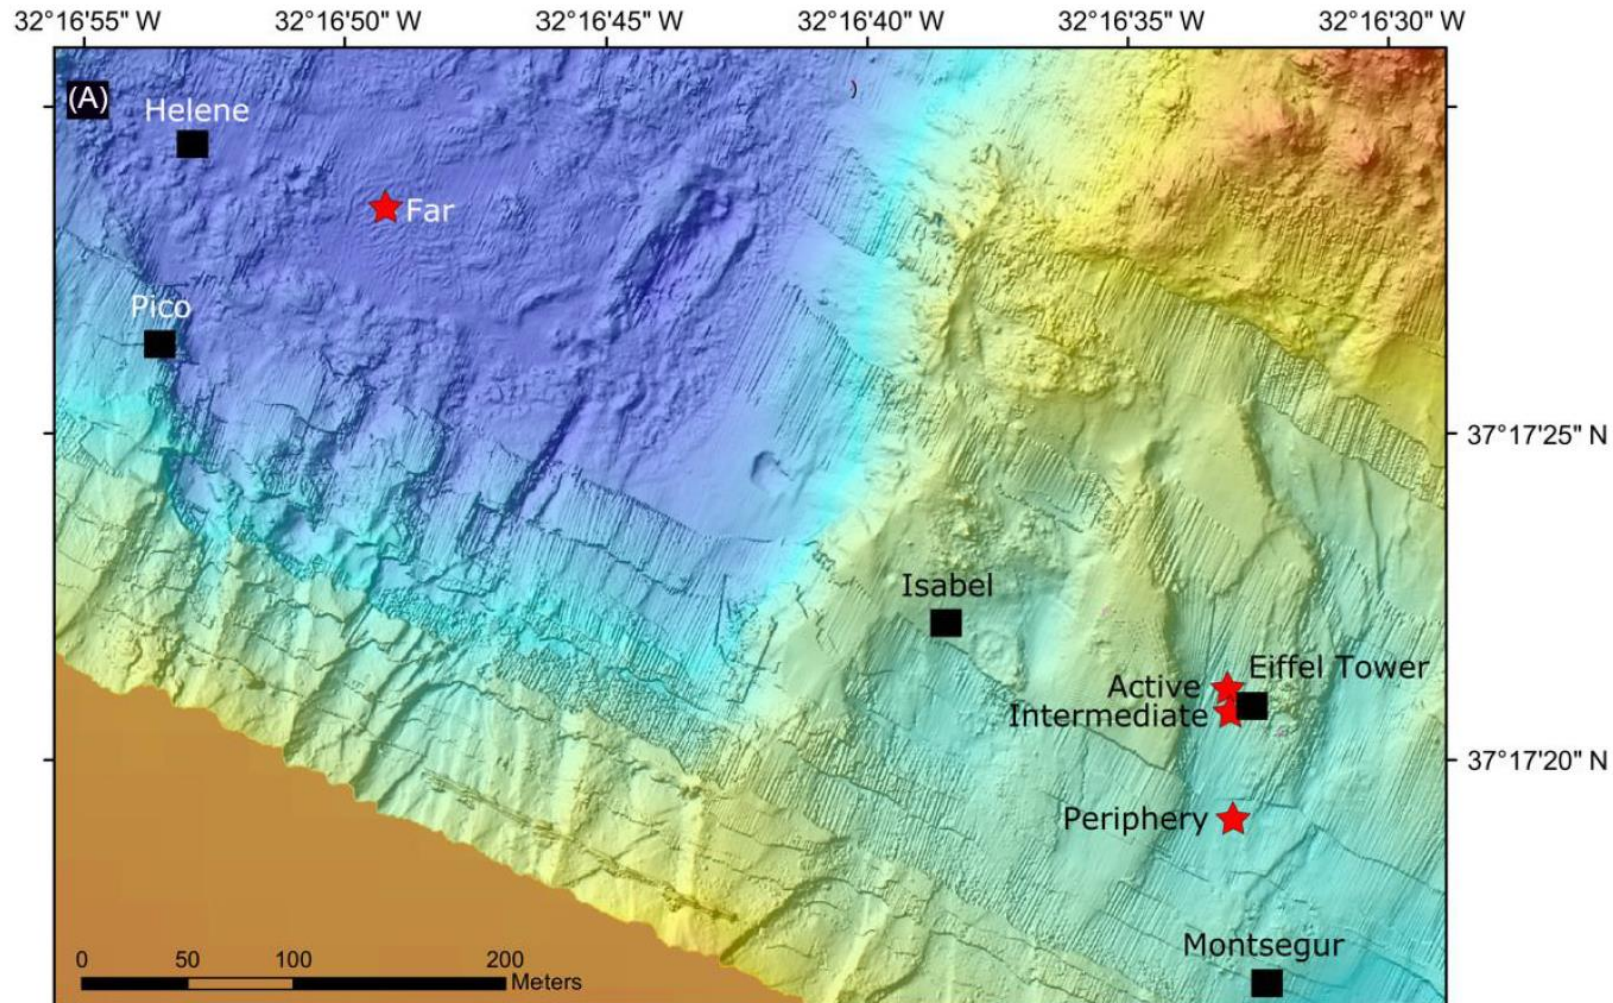 32°16'55" W 32°16'50" W 32°16'45" W 32°16'40" W 32°16'35" W 32°16'30" W
(A)
Helene
Far
Pico
37°17'25" N
Isabel
Eiffel Tower
Active
Intermediate
37°17'20" N
Periphery
Montsegur
0 50 100 200
Meters